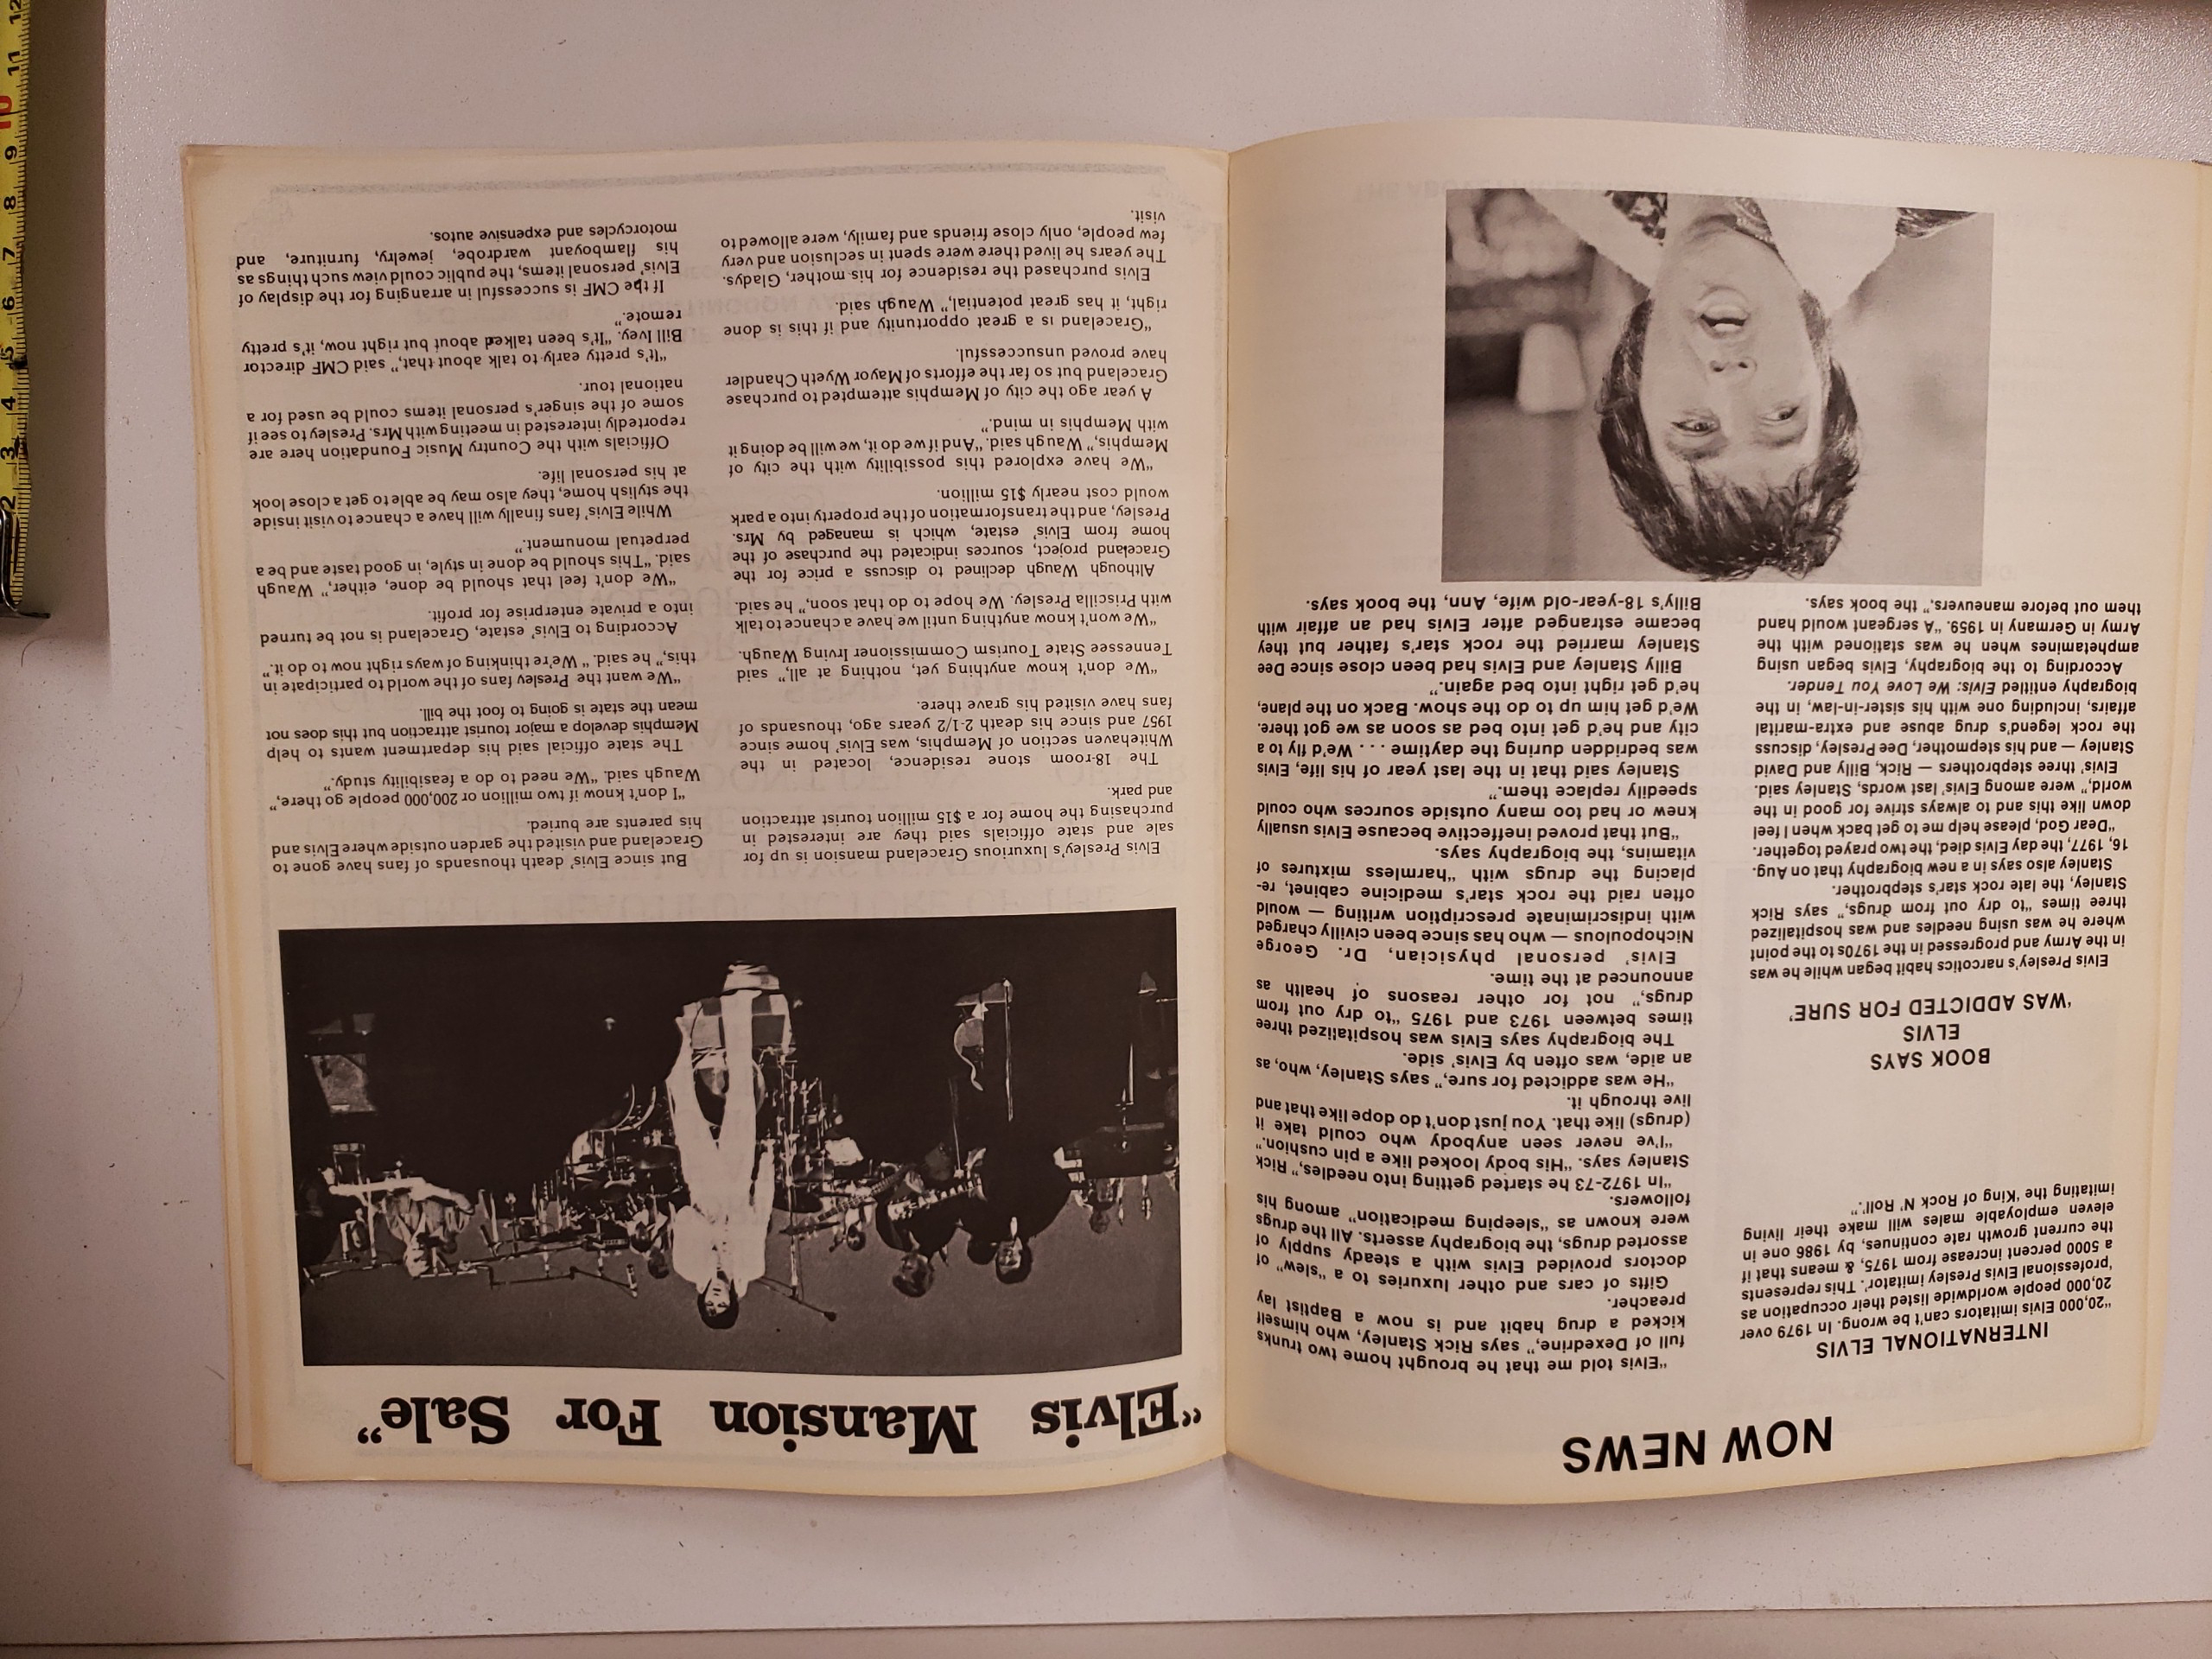 NOW NEWS
INTERNATIONAL ELVIS
"20,000 Elvis imitators can't be wrong. In 1979 over
20,000 people worldwide listed their occupation as
'professional Elvis Presley imitator'. This represents
a 5000 percent increase from 1975, & means that if
the current growth rate continues, by 1986 one in
eleven employable males will make their living
imitating the 'King of Rock N' Roll'."
BOOK SAYS
ELVIS
'WAS ADDICTED FOR SURE'
Elvis Presley's narcotics habit began while he was
in the Army and progressed in the 1970s to the point
where he was using needles and was hospitalized
three times "to dry out from drugs," says Rick
Stanley, the late rock star's stepbrother.
Stanley also says in a new biography that on Aug.
16, 1977, the day Elvis died, the two prayed together.
"Dear God, please help me to get back when I feel
down like this and to always strive for good in the
world," were among Elvis' last words, Stanley said.
Elvis' three stepbrothers — Rick, Billy and David
Stanley — and his stepmother, Dee Presley, discuss
the rock legend's drug abuse and extra-marital
affairs, including one with his sister-in-law, in the
biography entitled Elvis: We Love You Tender.
According to the biography, Elvis began using
amphetamines when he was stationed with the
Army in Germany in 1959. "A sergeant would hand
them out before maneuvers," the book says.
"Elvis told me that he brought home two trunks
full of Dexedrine," says Rick Stanley, who himself
kicked a drug habit and is now a Baptist lay
preacher.
Gifts of cars and other luxuries to a "slew" of
doctors provided Elvis with a steady supply of
assorted drugs, the biography asserts. All the drugs
were known as "sleeping medication" among his
followers.
"In 1972-73 he started getting into needles," Rick
Stanley says. "His body looked like a pin cushion."
"I've never seen anybody who could take it
(drugs) like that. You just don't do dope like that and
live through it.
"He was addicted for sure," says Stanley, who, as
an aide, was often by Elvis' side.
The biography says Elvis was hospitalized three
times between 1973 and 1975 "to dry out from
drugs," not for other reasons of health as
announced at the time.
Elvis' personal physician, Dr. George
Nichopoulous — who has since been civilly charged
with indiscriminate prescription writing — would
often raid the rock star's medicine cabinet, re-
placing the drugs with "harmless mixtures of
vitamins, the biography says.
"But that proved ineffective because Elvis usually
knew or had too many outside sources who could
speedily replace them."
Stanley said that in the last year of his life, Elvis
was bedridden during the daytime . . . We'd fly to a
city and he'd get into bed as soon as we got there.
We'd get him up to do the show. Back on the plane,
he'd get right into bed again."
Billy Stanley and Elvis had been close since Dee
Stanley married the rock star's father but they
became estranged after Elvis had an affair with
Billy's 18-year-old wife, Ann, the book says.
"Elvis Mansion For Sale"
Elvis Presley's luxurious Graceland mansion is up for
sale and state officials said they are interested in
purchasing the home for a $15 million tourist attraction
and park.
The 18-room stone residence, located in the
Whitehaven section of Memphis, was Elvis' home since
1957 and since his death 2-1/2 years ago, thousands of
fans have visited his grave there.
"We don't know anything yet, nothing at all," said
Tennessee State Tourism Commissioner Irving Waugh.
"We won't know anything until we have a chance to talk
with Priscilla Presley. We hope to do that soon," he said.
Although Waugh declined to discuss a price for the
Graceland project, sources indicated the purchase of the
home from Elvis' estate, which is managed by Mrs.
Presley, and the transformation of the property into a park
would cost nearly $15 million.
"We have explored this possibility with the city of
Memphis," Waugh said. "And if we do it, we will be doing it
with Memphis in mind."
A year ago the city of Memphis attempted to purchase
Graceland but so far the efforts of Mayor Wyeth Chandler
have proved unsuccessful.
"Graceland is a great opportunity and if this is done
right, it has great potential," Waugh said.
Elvis purchased the residence for his mother, Gladys.
The years he lived there were spent in seclusion and very
few people, only close friends and family, were allowed to
visit.
But since Elvis' death thousands of fans have gone to
Graceland and visited the garden outside where Elvis and
his parents are buried.
"I don't know if two million or 200,000 people go there,"
Waugh said. "We need to do a feasibility study."
The state official said his department wants to help
Memphis develop a major tourist attraction but this does not
mean the state is going to foot the bill.
"We want the Presley fans of the world to participate in
this," he said. "We're thinking of ways right now to do it."
According to Elvis' estate, Graceland is not be turned
into a private enterprise for profit.
"We don't feel that should be done, either," Waugh
said. "This should be done in style, in good taste and be a
perpetual monument."
While Elvis' fans finally will have a chance to visit inside
the stylish home, they also may be able to get a close look
at his personal life.
Officials with the Country Music Foundation here are
reportedly interested in meeting with Mrs. Presley to see if
some of the singer's personal items could be used for a
national tour.
"It's pretty early to talk about that," said CMF director
Bill Ivey. "It's been talked about but right now, it's pretty
remote."
If the CMF is successful in arranging for the display of
Elvis' personal items, the public could view such things as
his flamboyant wardrobe, jewelry, furniture, and
motorcycles and expensive autos.
2 3 4 5 6 7 8 9 10 11 12